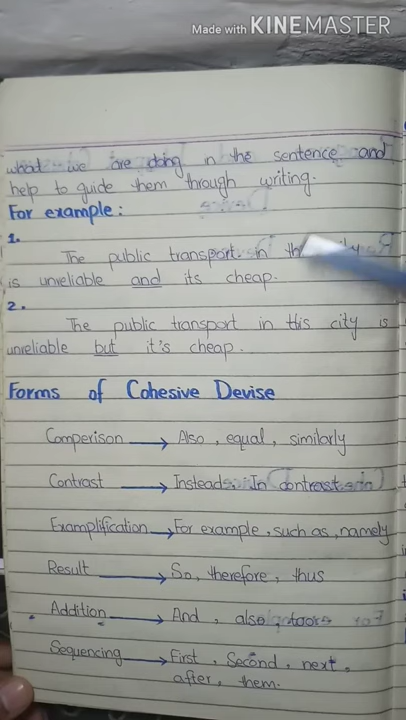 Made with KINEMASTER
what we are doing in the sentence and
help to guide them through writing.
For example:
1.
The public transport in
is unreliable and its cheap.
2.
The public transport in this city is
unreliable but it's cheap.
Forms of Cohesive Devise
Comperison → Also, equal, similarly
Contrast → Instead, In contrast
Examplification → For example, such as, namely
Result → So, therefore, thus
Addition → And, also
Sequencing → First, Second, next,
after, them.